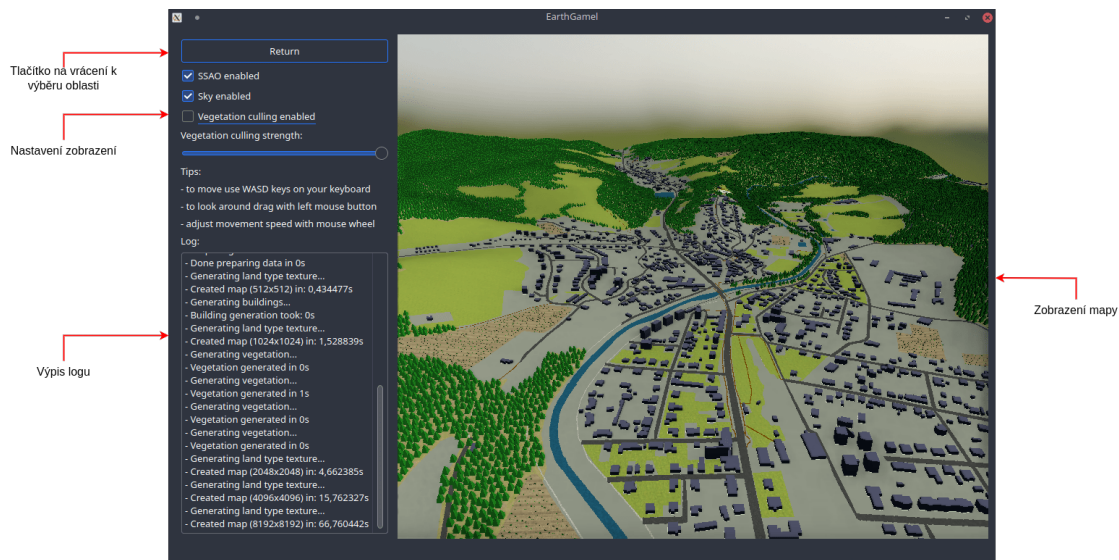 EarthGamel
Return
SSAO enabled
Sky enabled
Vegetation culling enabled
Vegetation culling strength:
Tips:
- to move use WASD keys on your keyboard
- to look around drag with left mouse button
- adjust movement speed with mouse wheel
Log:
- Done preparing data in 0s
- Generating land type texture...
- Created map (512x512) in: 0,434477s
- Generating buildings...
- Building generation took: 0s
- Generating land type texture...
- Created map (1024x1024) in: 1,528839s
- Generating vegetation...
- Vegetation generated in 0s
- Generating vegetation...
- Vegetation generated in 1s
- Generating vegetation...
- Vegetation generated in 0s
- Generating vegetation...
- Vegetation generated in 0s
- Generating land type texture...
- Created map (2048x2048) in: 4,662385s
- Generating land type texture...
- Created map (4096x4096) in: 15,762327s
- Generating land type texture...
- Created map (8192x8192) in: 66,760442s
Tlačítko na vrácení k
výběru oblasti
Nastavení zobrazení
Výpis logu
Zobrazení mapy